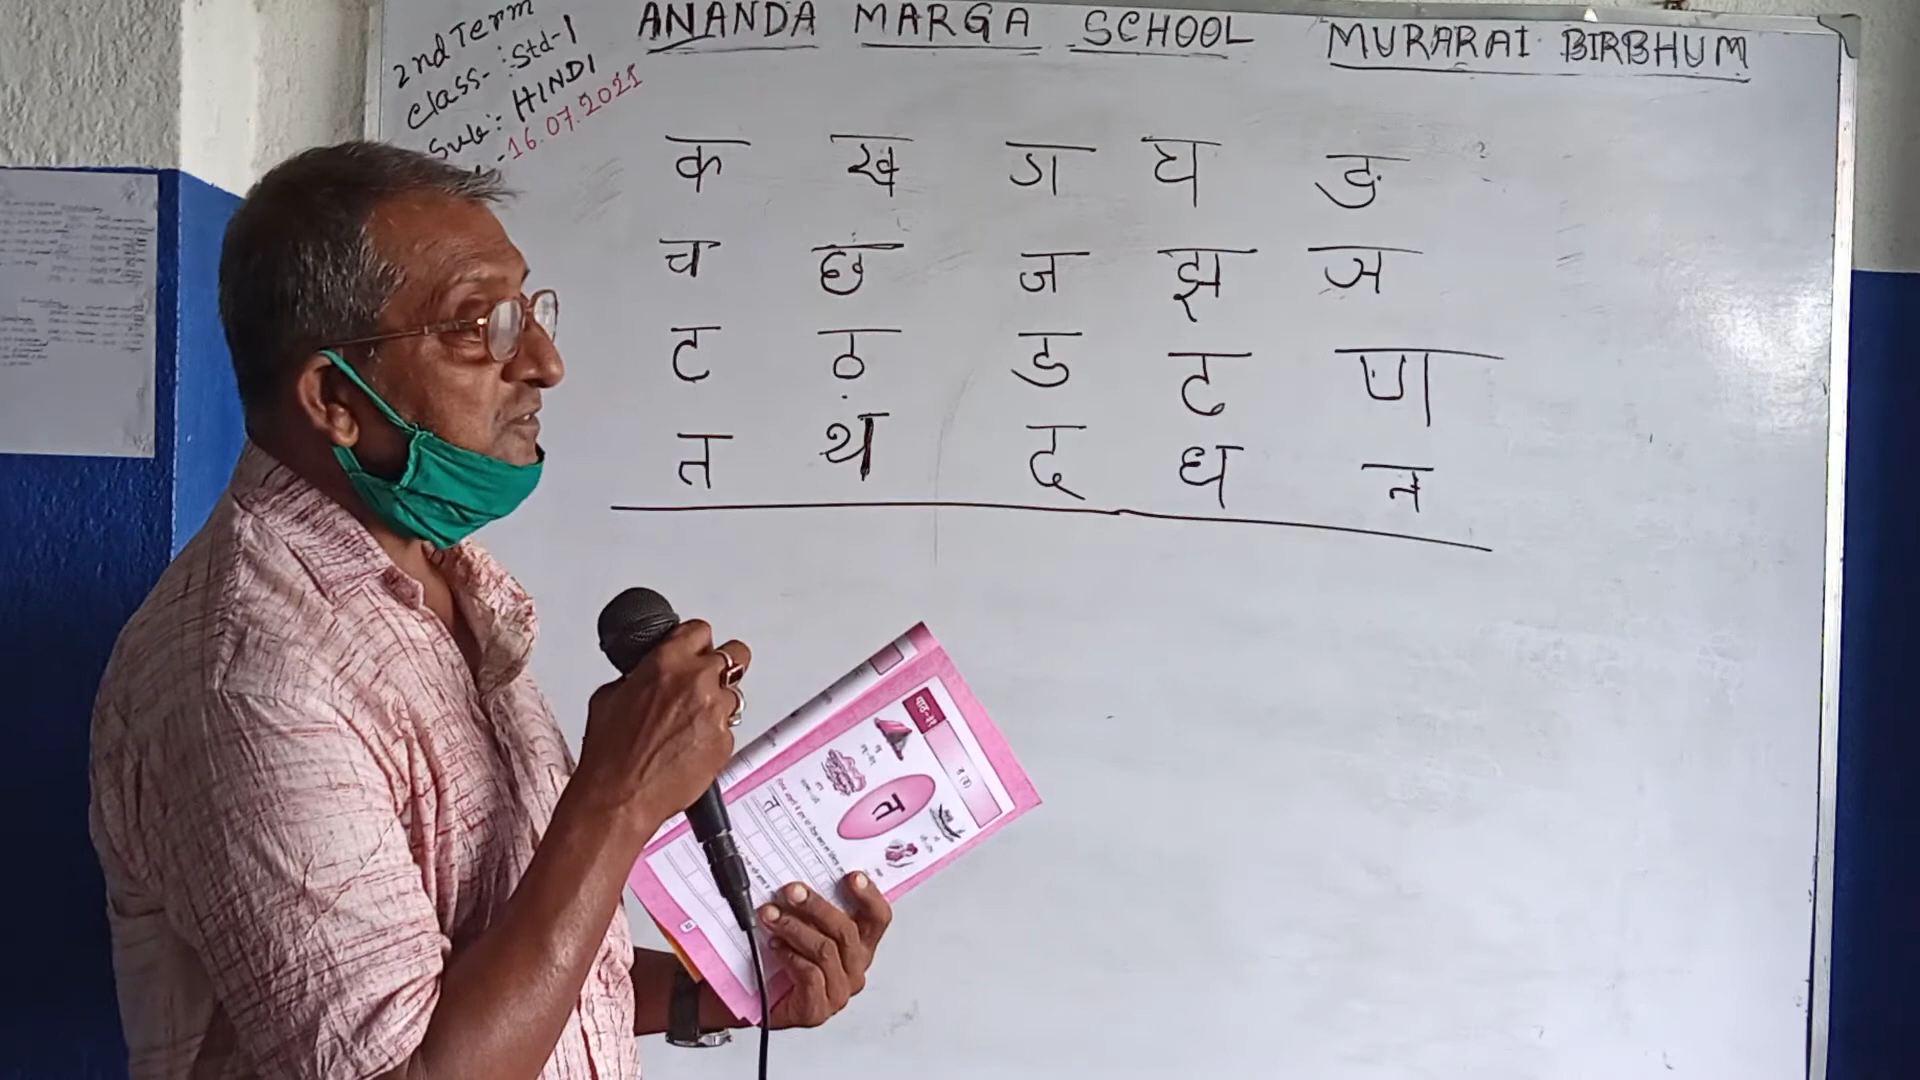 ANANDA MARGA SCHOOL MURARAI BIRBHUM
2nd Term
Class-:Std-1
Sub: HINDI
16.07.2021
क ख ग घ ङ
च छ ज झ ञ
ट ठ ड ढ ण
त थ द ध न
त
त